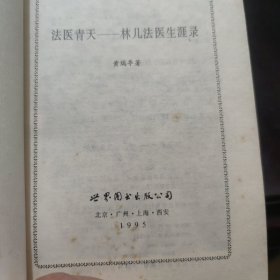 法医青天——林几法医生涯录
黄瑞亭著
世界图书出版公司
北京·广州·上海·西安
1995